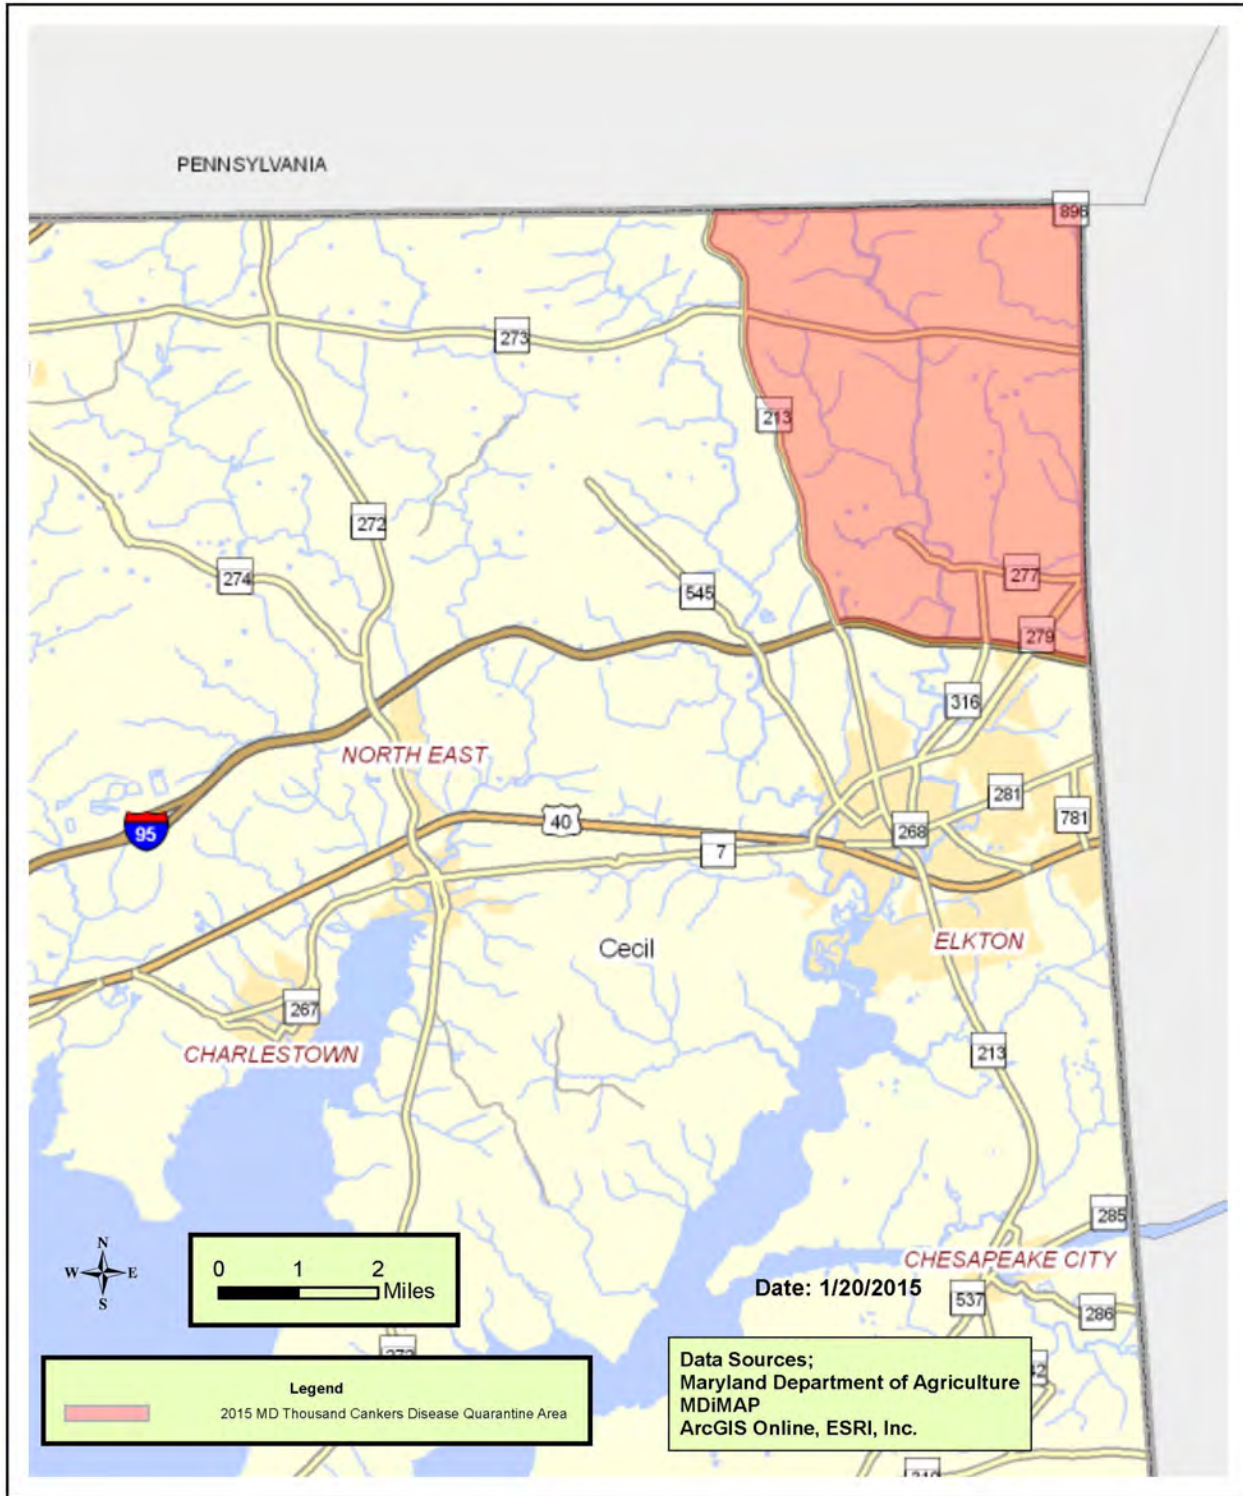 PENNSYLVANIA
896
273
213
272
274
545
277
279
316
NORTH EAST
281
781
95
40
268
7
Cecil
ELKTON
267
CHARLESTOWN
213
285
N
W E
S
0 1 2
Miles
CHESAPEAKE CITY
Date: 1/20/2015
537
286
Legend
2015 MD Thousand Cankers Disease Quarantine Area
Data Sources;
Maryland Department of Agriculture
MDiMAP
ArcGIS Online, ESRI, Inc.